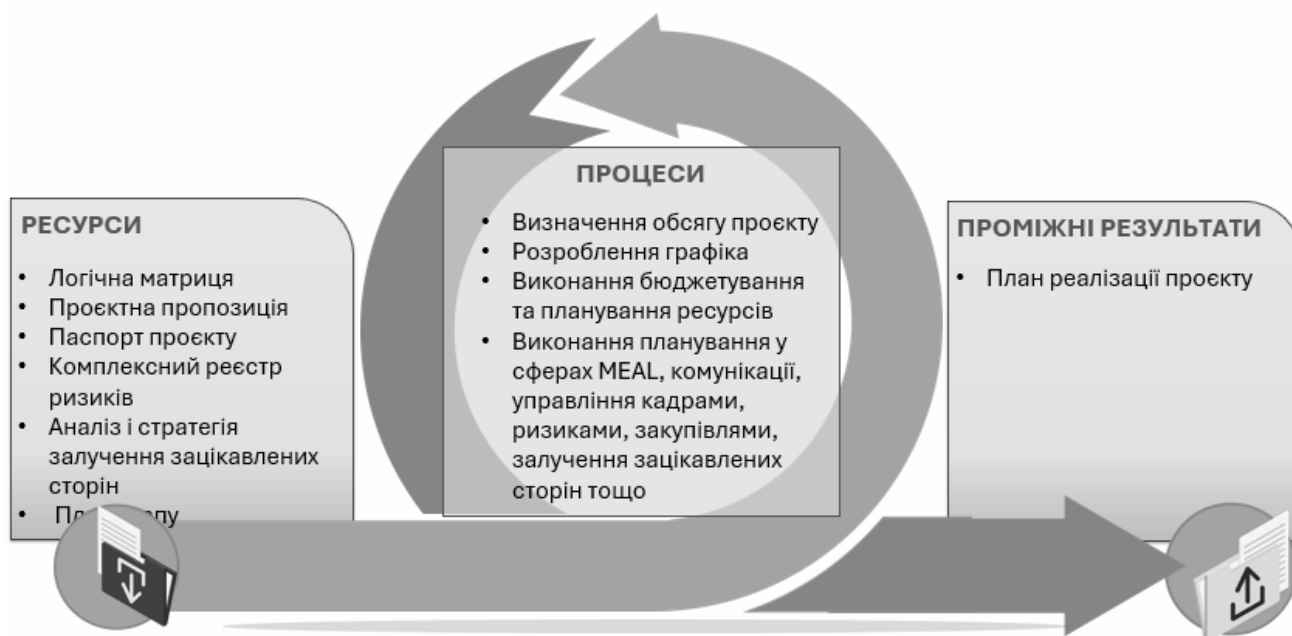 РЕСУРСИ
• Логічна матриця
• Проєктна пропозиція
• Паспорт проєкту
• Комплексний реєстр
ризиків
• Аналіз і стратегія
залучення зацікавлених
сторін
•
ПРОЦЕСИ
• Визначення обсягу проєкту
• Розроблення графіка
• Виконання бюджетування
та планування ресурсів
• Виконання планування у
сферах MEAL, комунікації,
управління кадрами,
ризиками, закупівлями,
залучення зацікавлених
сторін тощо
ПРОМІЖНІ РЕЗУЛЬТАТИ
• План реалізації проєкту